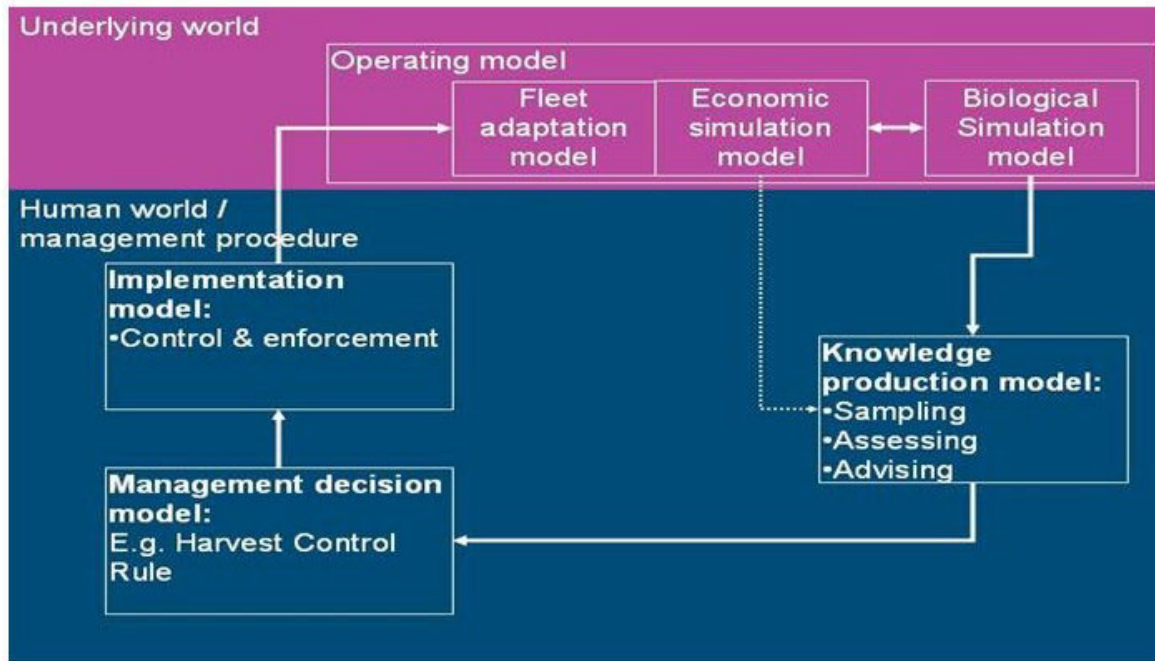 Underlying world
Operating model
Fleet
adaptation
model
Economic
simulation
model
Biological
Simulation
model
Human world /
management procedure
Implementation
model:
•Control & enforcement
Knowledge
production model:
•Sampling
•Assessing
•Advising
Management decision
model:
E.g. Harvest Control
Rule